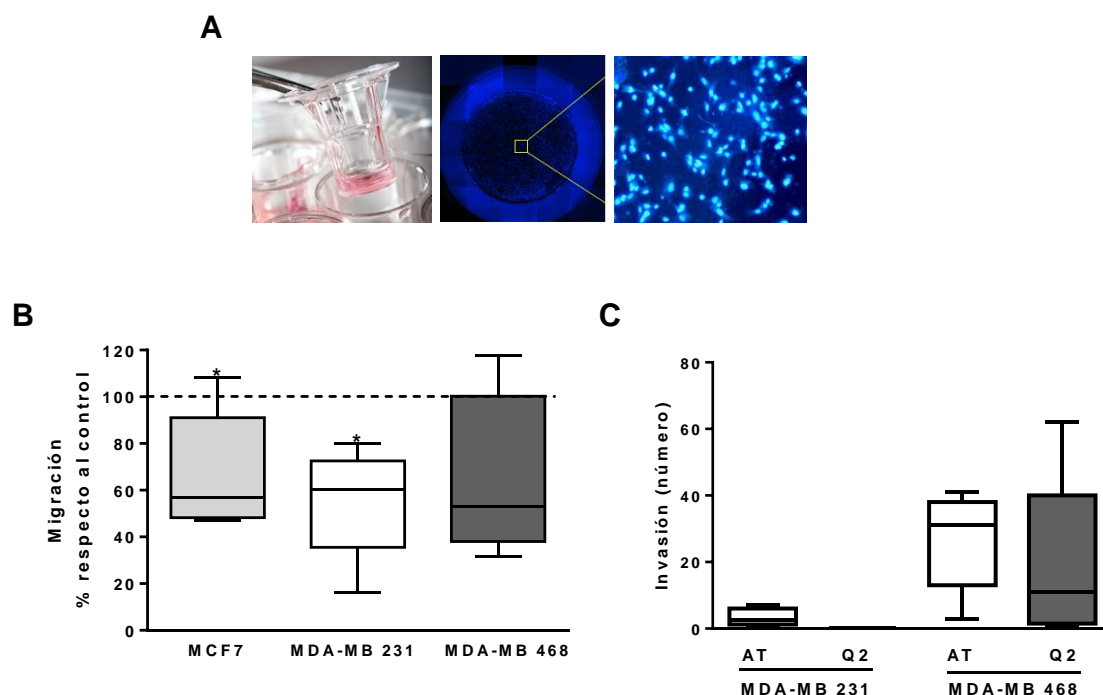 A
B
Migración
% respecto al control
120
100
80
60
40
20
0
*
*
MCF7 MDA-MB 231 MDA-MB 468
C
Invasión (número)
80
60
40
20
0
AT Q2 AT Q2
MDA-MB 231 MDA-MB 468